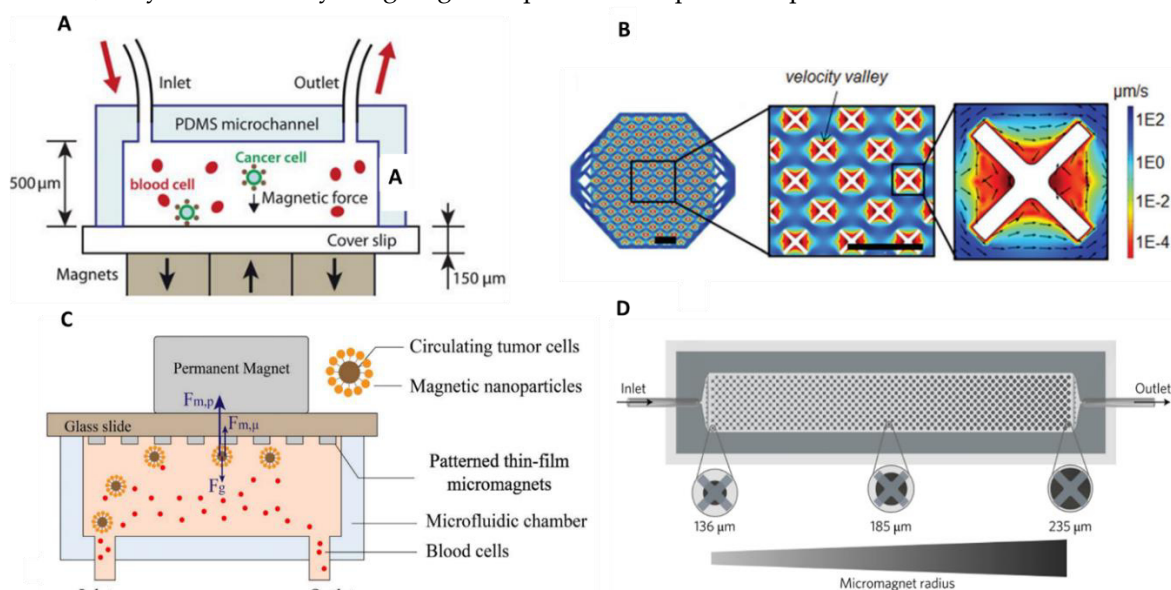 A
Inlet
Outlet
PDMS microchannel
Cancer cell
500 μm
blood cell
A
Magnetic force
Cover slip
Magnets
150 μm
B
velocity valley
μm/s
1E2
1E0
1E-2
1E-4
C
Permanent Magnet
Circulating tumor cells
Magnetic nanoparticles
Fm,p
Fm,μ
Glass slide
Fg
Patterned thin-film
micromagnets
Microfluidic chamber
Blood cells
D
Inlet
Outlet
136 μm
185 μm
235 μm
Micromagnet radius